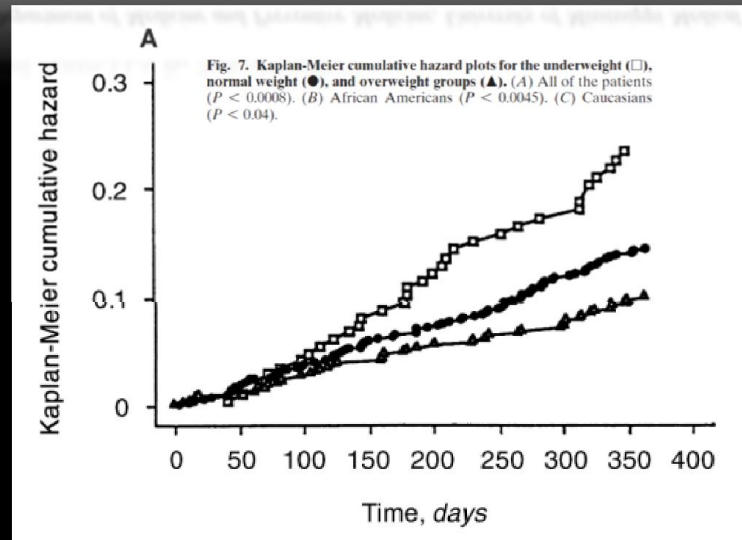 A
Fig. 7. Kaplan-Meier cumulative hazard plots for the underweight (□),
normal weight (●), and overweight groups (▲). (A) All of the patients
(P < 0.0008). (B) African Americans (P < 0.0045). (C) Caucasians
(P < 0.04).
Kaplan-Meier cumulative hazard
0.3
0.2
0.1
0
0 50 100 150 200 250 300 350 400
Time, days